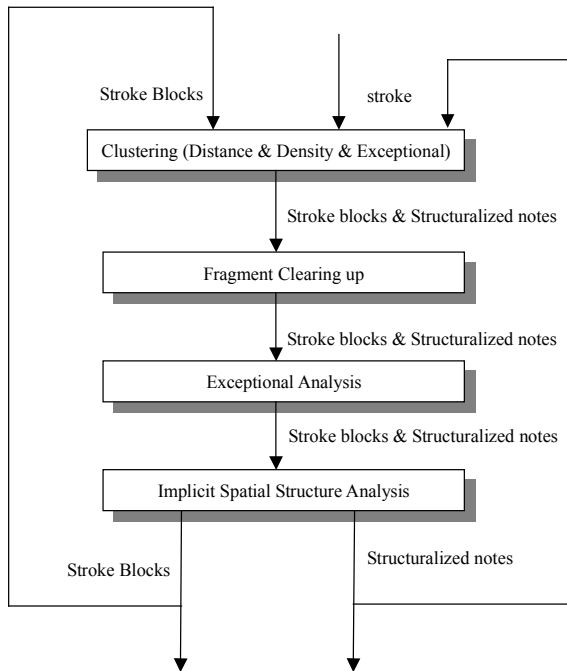 Stroke Blocks
stroke
Clustering (Distance & Density & Exceptional)
Stroke blocks & Structuralized notes
Fragment Clearing up
Stroke blocks & Structuralized notes
Exceptional Analysis
Stroke blocks & Structuralized notes
Implicit Spatial Structure Analysis
Stroke Blocks
Structuralized notes